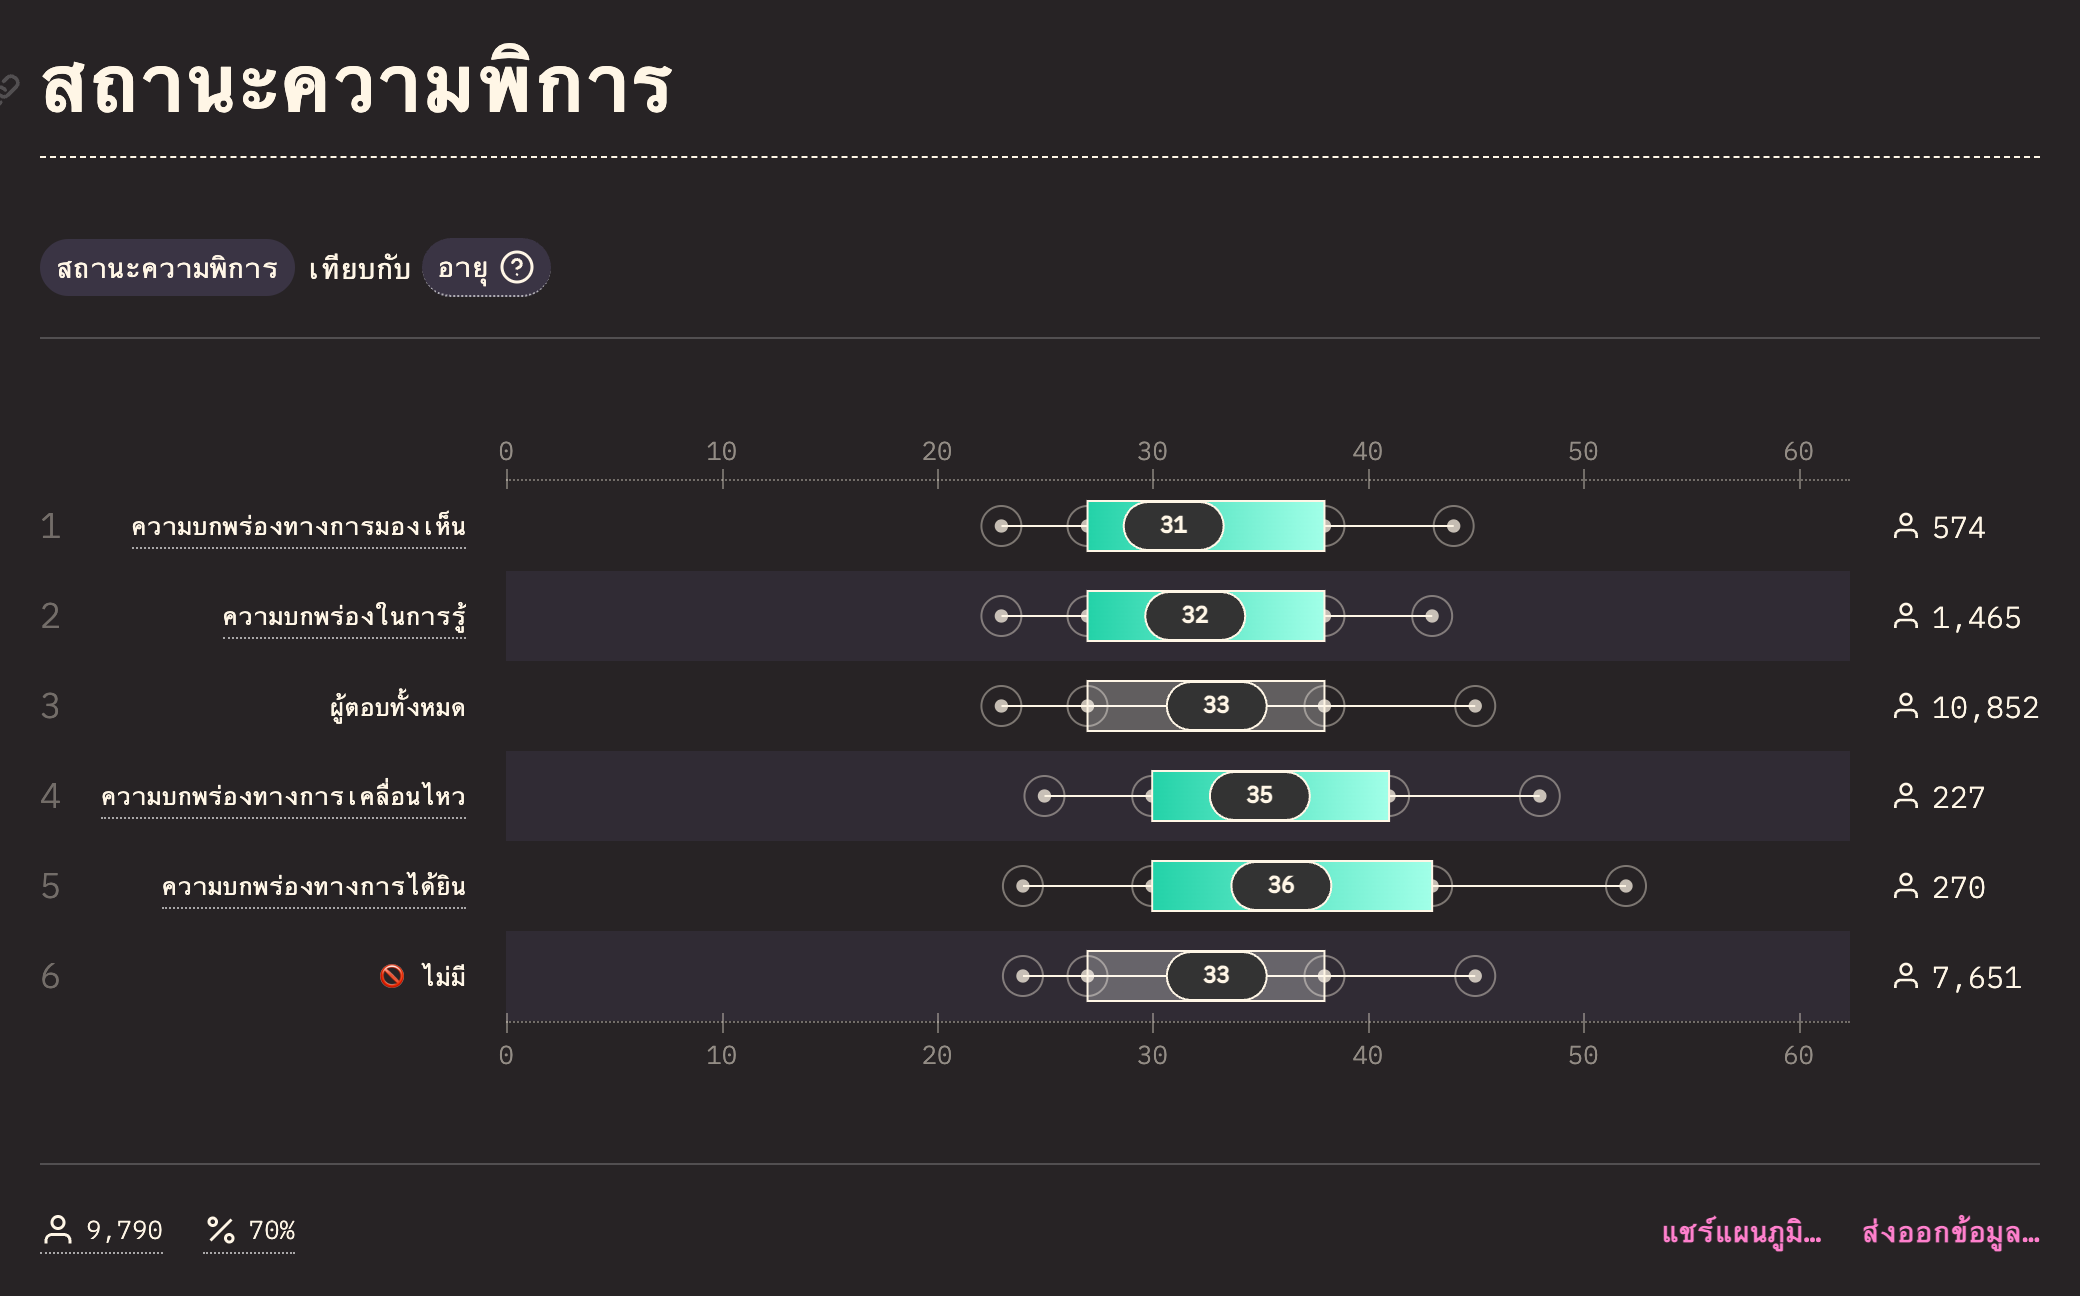 สถานะความพิการ
สถานะความพิการ เทียบกับ อายุ
0 10 20 30 40 50 60
1 ความบกพร่องทางการมองเห็น 31 574
2 ความบกพร่องในการรู้ 32 1,465
3 ผู้ตอบทั้งหมด 33 10,852
4 ความบกพร่องทางการเคลื่อนไหว 35 227
5 ความบกพร่องทางการได้ยิน 36 270
6 ไม่มี 33 7,651
0 10 20 30 40 50 60
9,790 70% แชร์แผนภูมิ… ส่งออกข้อมูล…